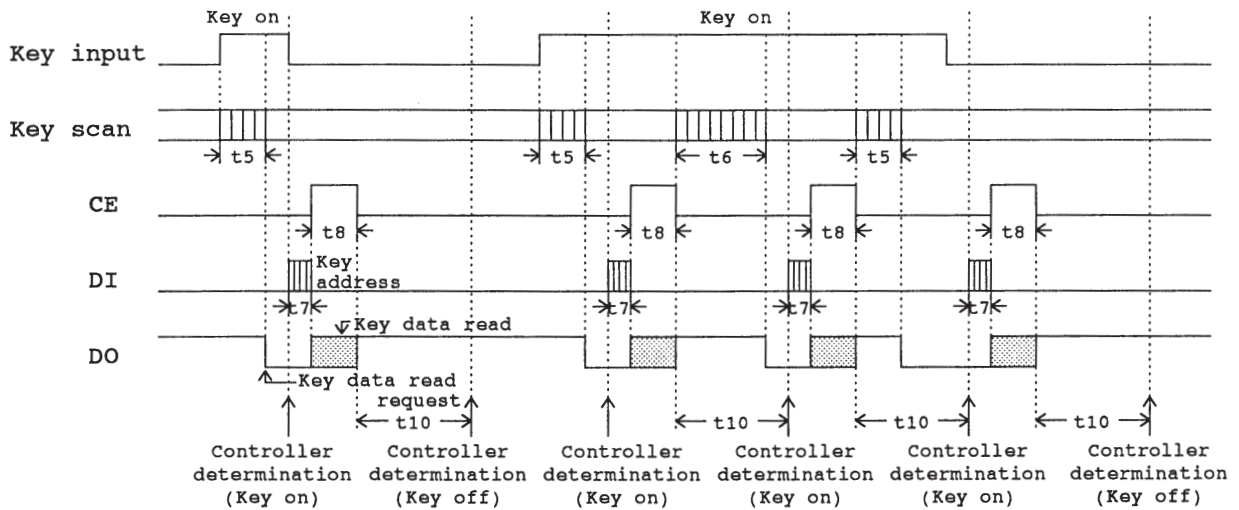 Key on
Key on
Key input
Key scan
t5
t5
t6
t5
CE
t8
t8
t8
t8
DI
Key
address
t7
t7
t7
t7
Key data read
DO
Key data read
request
t10
t10
t10
t10
Controller
determination
(Key on)
Controller
determination
(Key off)
Controller
determination
(Key on)
Controller
determination
(Key on)
Controller
determination
(Key on)
Controller
determination
(Key off)